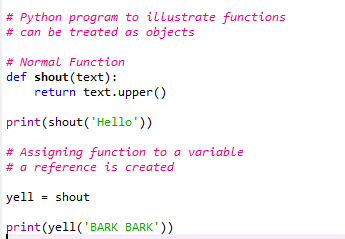 # Python program to illustrate functions
# can be treated as objects
# Normal Function
def shout(text):
    return text.upper()
print(shout('Hello'))
# Assigning function to a variable
# a reference is created
yell = shout
print(yell('BARK BARK'))